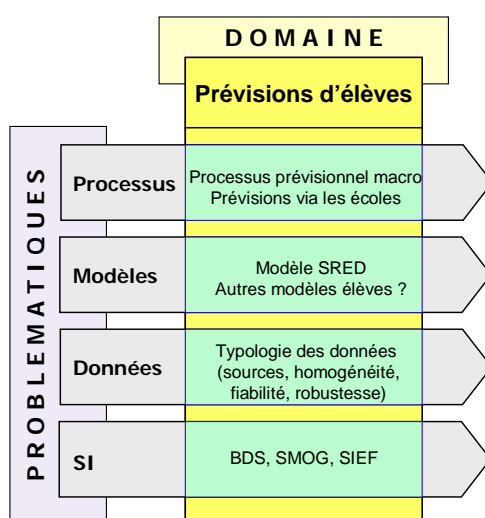 DOMAINE
Prévisions d'élèves
PROBLEMATIQUES
Processus
Processus prévisionnel macro
Prévisions via les écoles
Modèles
Modèle SRED
Autres modèles élèves ?
Données
Typologie des données
(sources, homogénéité,
fiabilité, robustesse)
SI
BDS, SMOG, SIEF